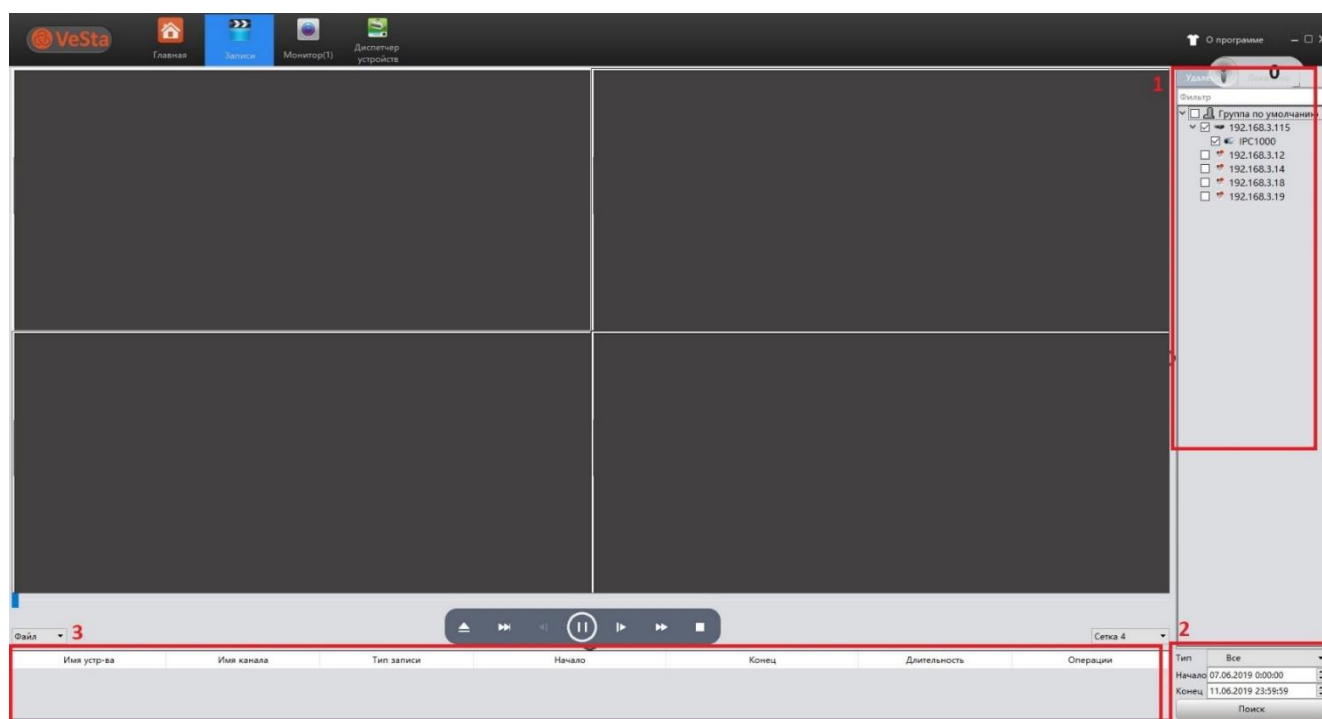 VeSta
Главная
Записи
Монитор(1)
Диспетчер
устройств
О программе
1
0
Фильтр
Группа по умолчанию
192.168.3.115
IPC1000
192.168.3.12
192.168.3.14
192.168.3.18
192.168.3.19
Файл
3
Сетка 4
2
Имя устр-ва Имя канала Тип записи Начало Конец Длительность Операции
Тип Все
Начало 07.06.2019 0:00:00
Конец 11.06.2019 23:59:59
Поиск